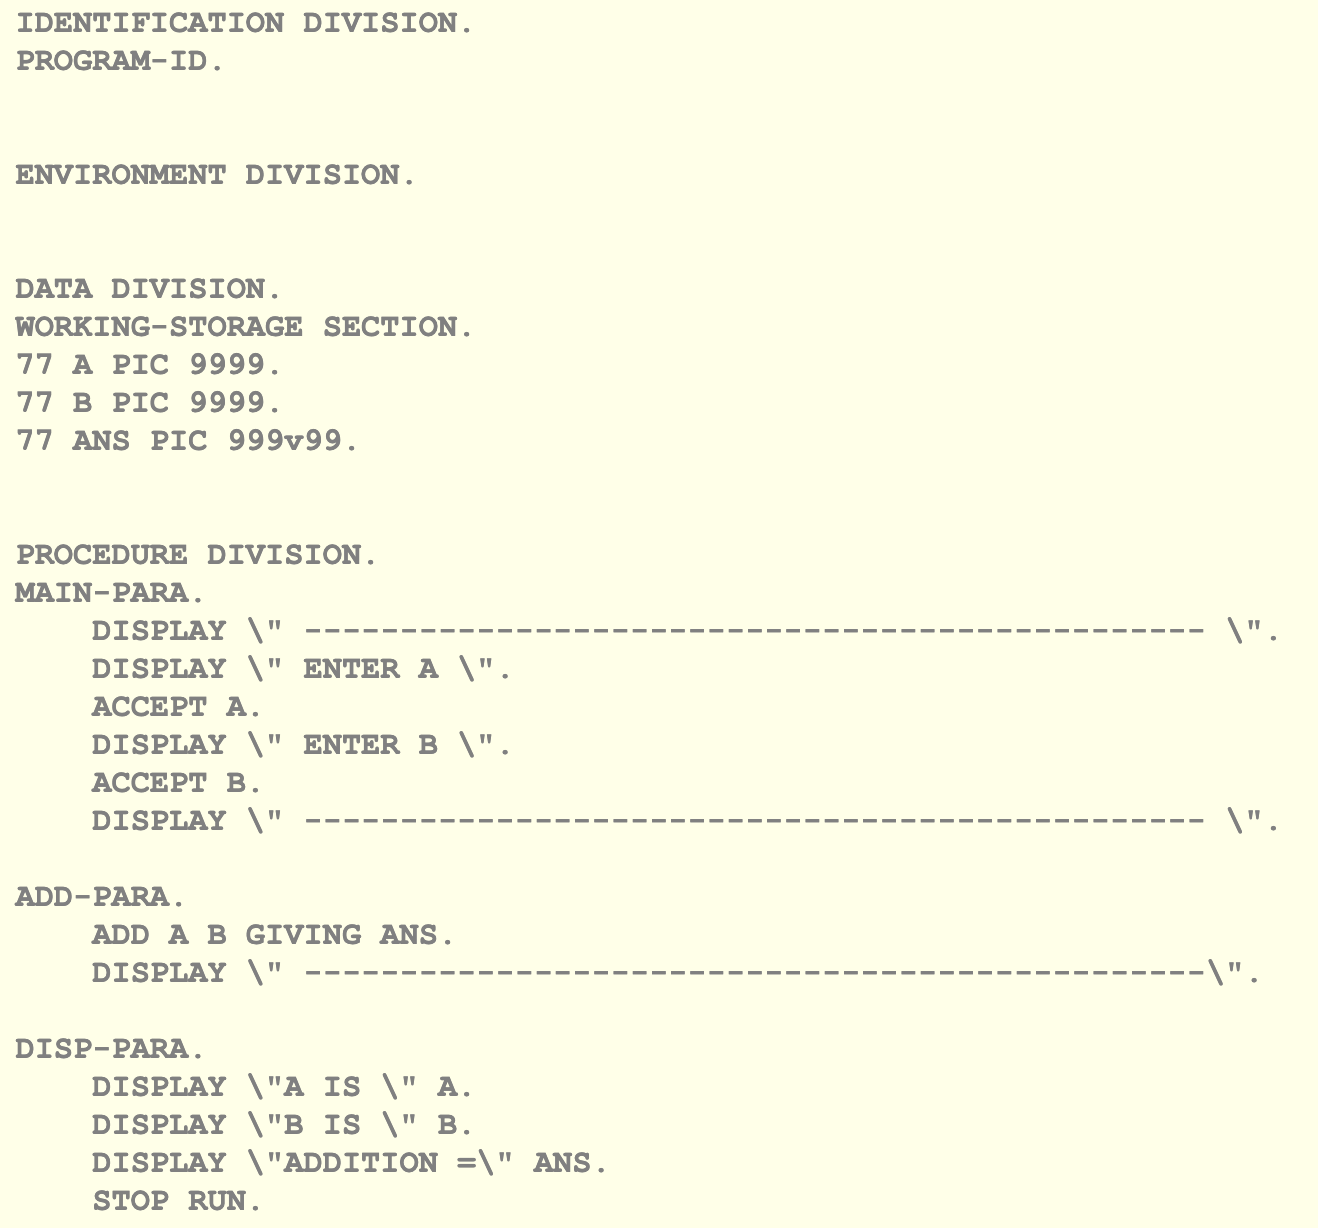 IDENTIFICATION DIVISION.
PROGRAM-ID.
ENVIRONMENT DIVISION.
DATA DIVISION.
WORKING-STORAGE SECTION.
77 A PIC 9999.
77 B PIC 9999.
77 ANS PIC 999v99.
PROCEDURE DIVISION.
MAIN-PARA.
    DISPLAY \" ----------------------------------------------- \".
    DISPLAY \" ENTER A \".
    ACCEPT A.
    DISPLAY \" ENTER B \".
    ACCEPT B.
    DISPLAY \" ----------------------------------------------- \".
ADD-PARA.
    ADD A B GIVING ANS.
    DISPLAY \" -----------------------------------------------\".
DISP-PARA.
    DISPLAY \"A IS \" A.
    DISPLAY \"B IS \" B.
    DISPLAY \"ADDITION =\" ANS.
    STOP RUN.